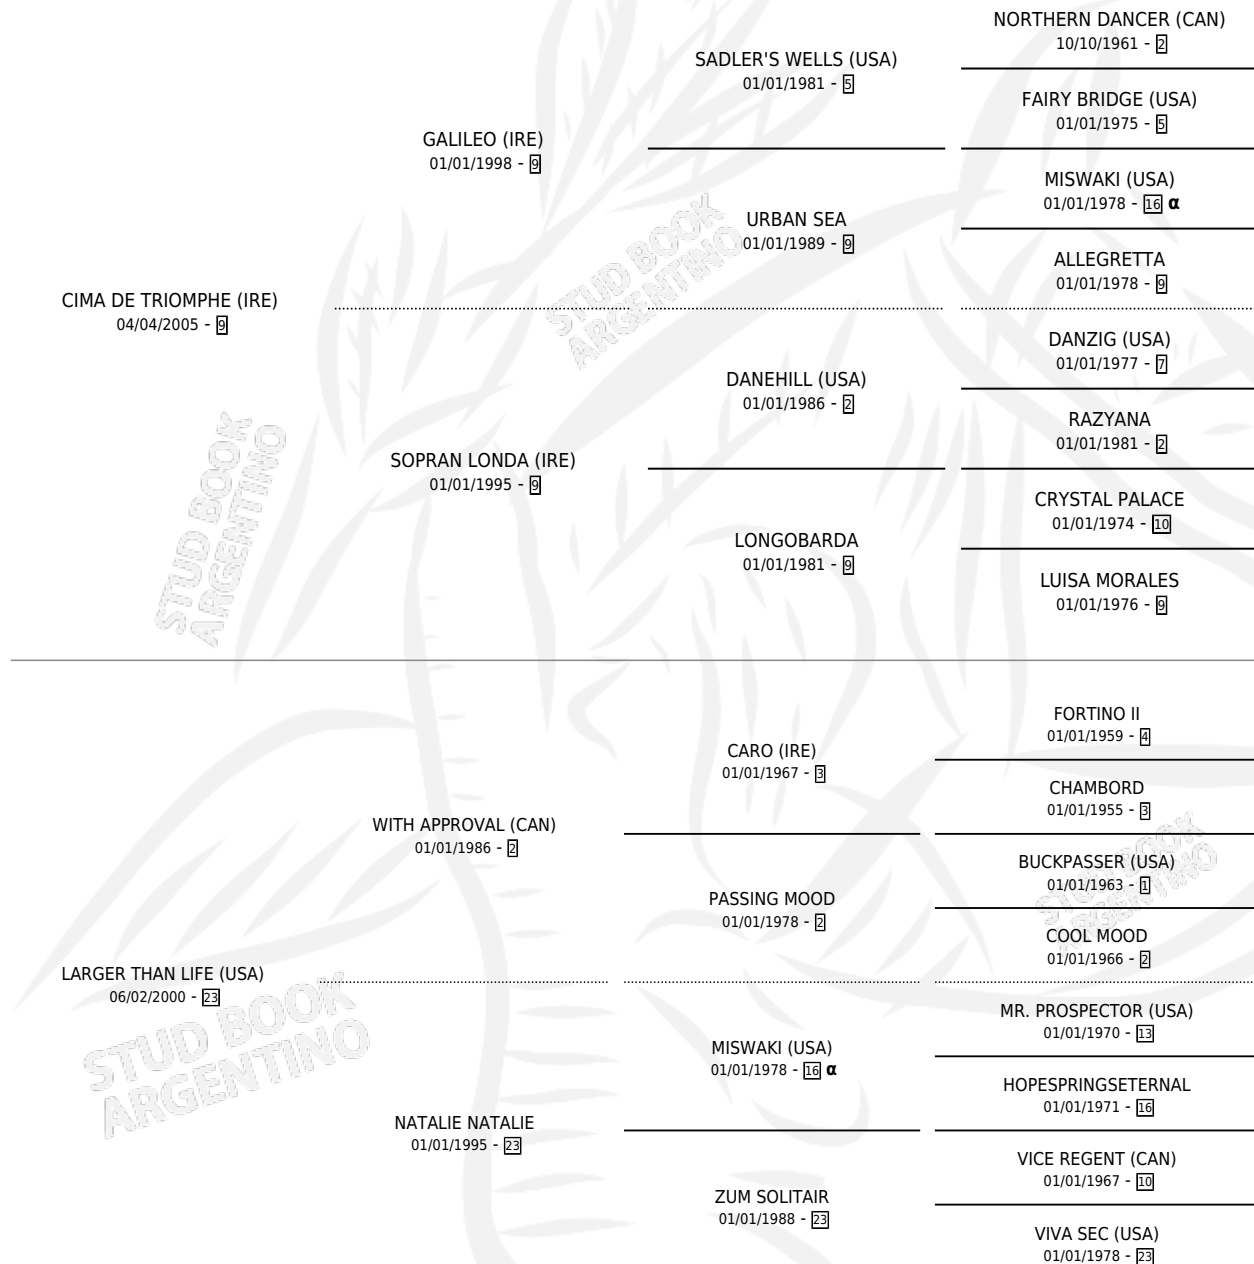 NORTHERN DANCER (CAN)
10/10/1961 - 2
SADLER'S WELLS (USA)
01/01/1981 - 5
FAIRY BRIDGE (USA)
01/01/1975 - 5
GALILEO (IRE)
01/01/1998 - 9
MISWAKI (USA)
01/01/1978 - 16 α
URBAN SEA
01/01/1989 - 9
ALLEGRETTA
01/01/1978 - 9
STUD BOOK
ARGENTINO
CIMA DE TRIOMPHE (IRE)
04/04/2005 - 9
DANZIG (USA)
01/01/1977 - 7
DANEHILL (USA)
01/01/1986 - 2
RAZYANA
01/01/1981 - 2
SOPRAN LONDA (IRE)
01/01/1995 - 9
CRYSTAL PALACE
01/01/1974 - 10
LONGOBARDA
01/01/1981 - 9
LUISA MORALES
01/01/1976 - 9
STUD BOOK
ARGENTINO
FORTINO II
01/01/1959 - 4
CARO (IRE)
01/01/1967 - 3
CHAMBORD
01/01/1955 - 3
WITH APPROVAL (CAN)
01/01/1986 - 2
BUCKPASSER (USA)
01/01/1963 - 1
PASSING MOOD
01/01/1978 - 2
COOL MOOD
01/01/1966 - 2
STUD BOOK
ARGENTINO
LARGER THAN LIFE (USA)
06/02/2000 - 23
MR. PROSPECTOR (USA)
01/01/1970 - 13
MISWAKI (USA)
01/01/1978 - 16 α
HOPESPRINGSETERNAL
01/01/1971 - 16
NATALIE NATALIE
01/01/1995 - 23
VICE REGENT (CAN)
01/01/1967 - 10
ZUM SOLITAIR
01/01/1988 - 23
VIVA SEC (USA)
01/01/1978 - 23
STUD BOOK
ARGENTINO